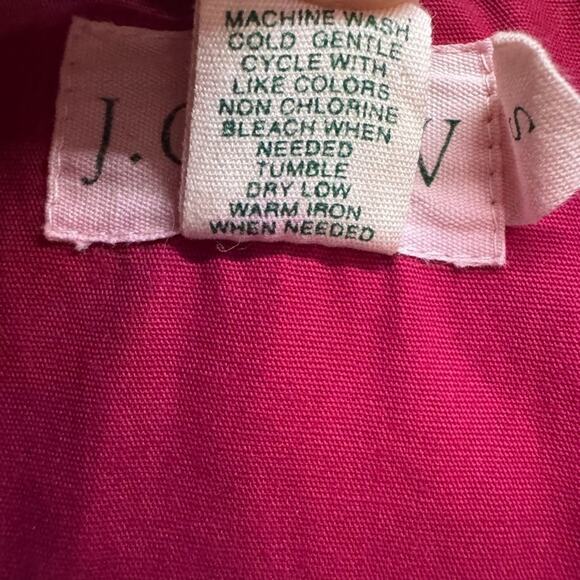 MACHINE WASH
COLD GENTLE
CYCLE WITH
LIKE COLORS
NON CHLORINE
BLEACH WHEN
NEEDED
TUMBLE
DRY LOW
WARM IRON
WHEN NEEDED
J.C W
S